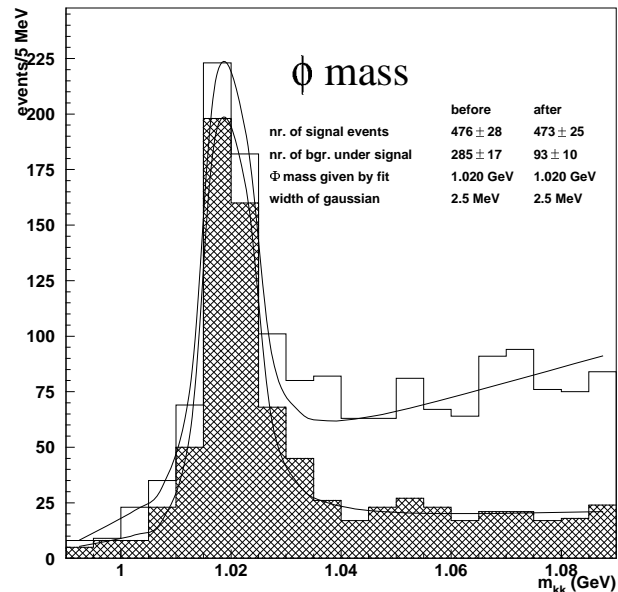 events/5 MeV
225
200
175
150
125
100
75
50
25
0
ϕ mass
before after
nr. of signal events 476 ± 28 473 ± 25
nr. of bgr. under signal 285 ± 17 93 ± 10
Φ mass given by fit 1.020 GeV 1.020 GeV
width of gaussian 2.5 MeV 2.5 MeV
1 1.02 1.04 1.06 1.08
m_kk (GeV)